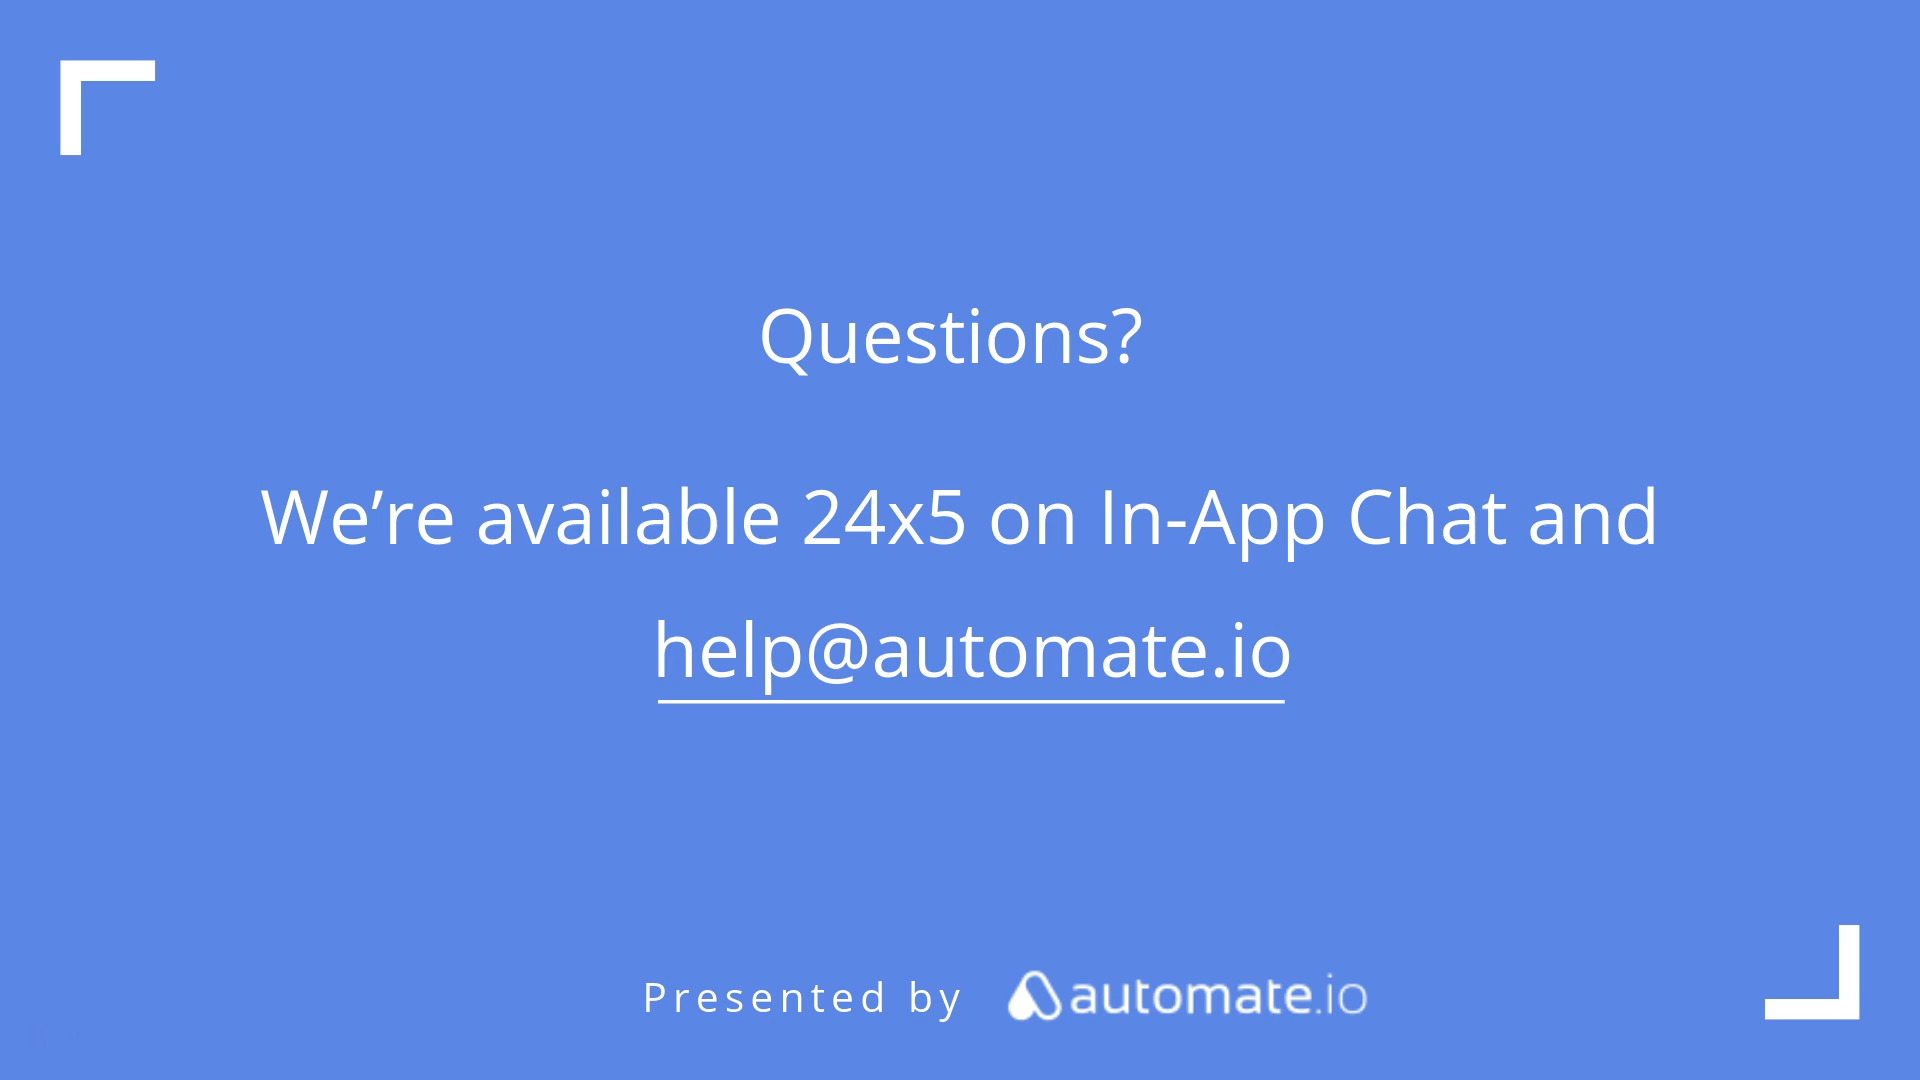 Questions?
We’re available 24x5 on In-App Chat and
help@automate.io
Presented by automate.io